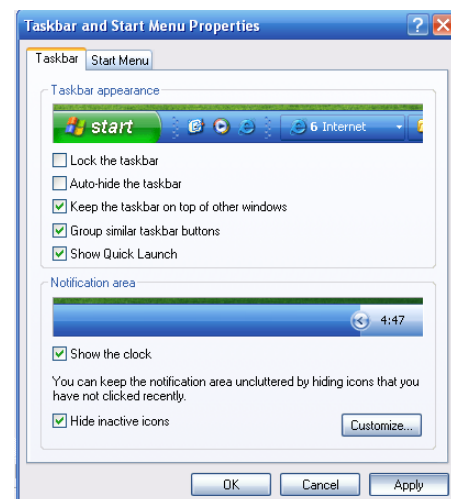 Taskbar and Start Menu Properties
Taskbar Start Menu
Taskbar appearance
start 6 Internet
Lock the taskbar
Auto-hide the taskbar
Keep the taskbar on top of other windows
Group similar taskbar buttons
Show Quick Launch
Notification area
4:47
Show the clock
You can keep the notification area uncluttered by hiding icons that you
have not clicked recently.
Hide inactive icons Customize...
OK Cancel Apply